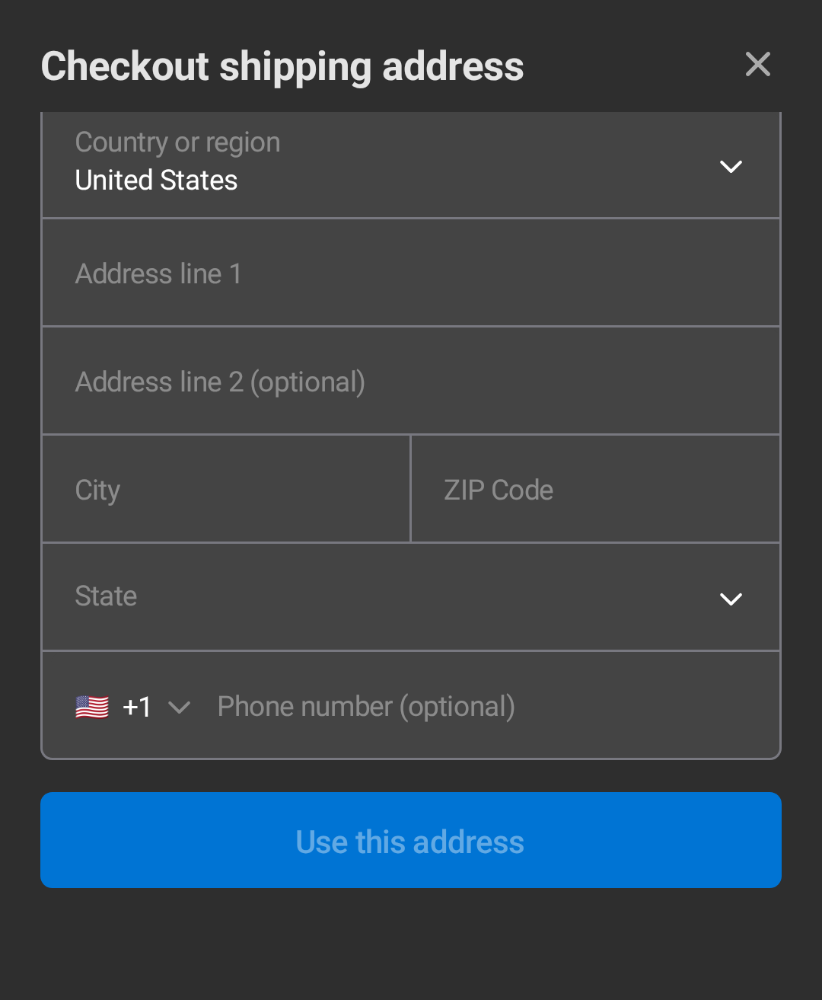 Checkout shipping address
Country or region
United States
Address line 1
Address line 2 (optional)
City
ZIP Code
State
+1 Phone number (optional)
Use this address